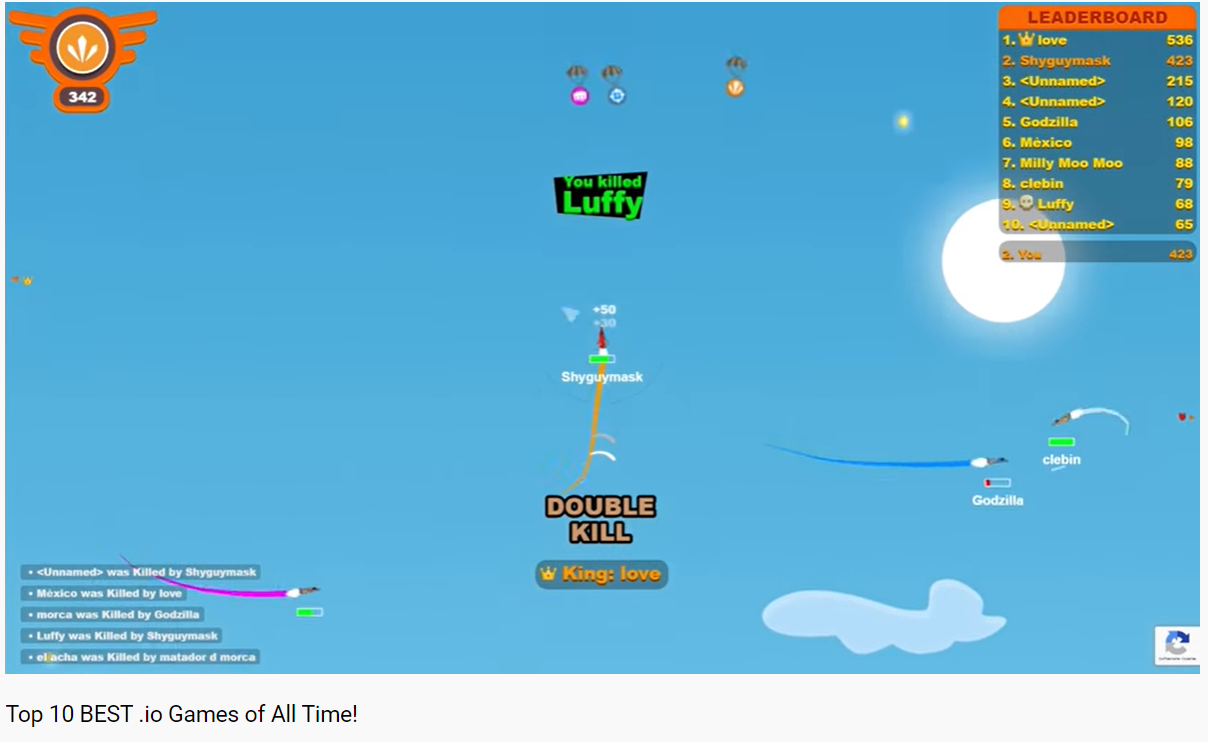 LEADERBOARD
1. love 536
2. Shyguymask 423
3. <Unnamed> 215
4. <Unnamed> 120
5. Godzilla 106
6. México 98
7. Milly Moo Moo 88
8. clebin 79
9. Luffy 68
10. <Unnamed> 65
2. You 423
342
You killed
Luffy
+50
+30
Shyguymask
clebin
Godzilla
DOUBLE
KILL
King: love
• <Unnamed> was Killed by Shyguymask
• México was Killed by love
• morca was Killed by Godzilla
• Luffy was Killed by Shyguymask
• el acha was Killed by matador d morca
Top 10 BEST .io Games of All Time!